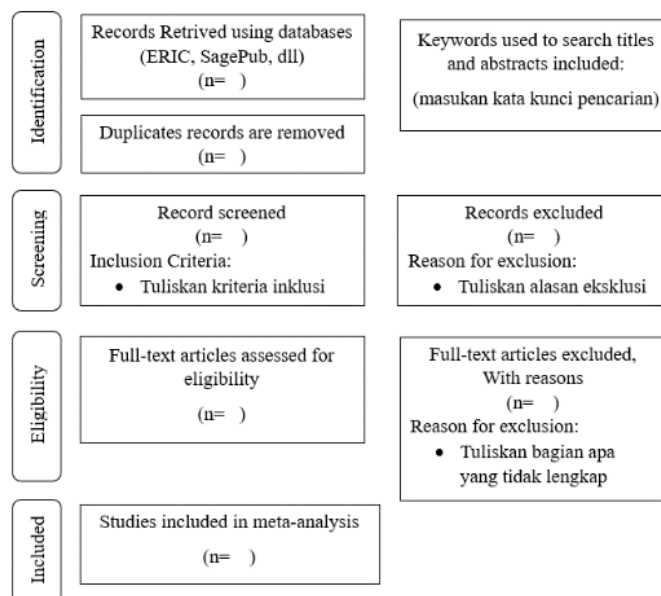 Identification
Records Retrived using databases
(ERIC, SagePub, dll)
(n=   )
Keywords used to search titles
and abstracts included:
(masukan kata kunci pencarian)
Duplicates records are removed
(n=   )
Screening
Record screened
(n=   )
Inclusion Criteria:
• Tuliskan kriteria inklusi
Records excluded
(n=   )
Reason for exclusion:
• Tuliskan alasan eksklusi
Eligibility
Full-text articles assessed for
eligibility
(n=   )
Full-text articles excluded,
With reasons
(n=   )
Reason for exclusion:
• Tuliskan bagian apa
yang tidak lengkap
Included
Studies included in meta-analysis
(n=   )